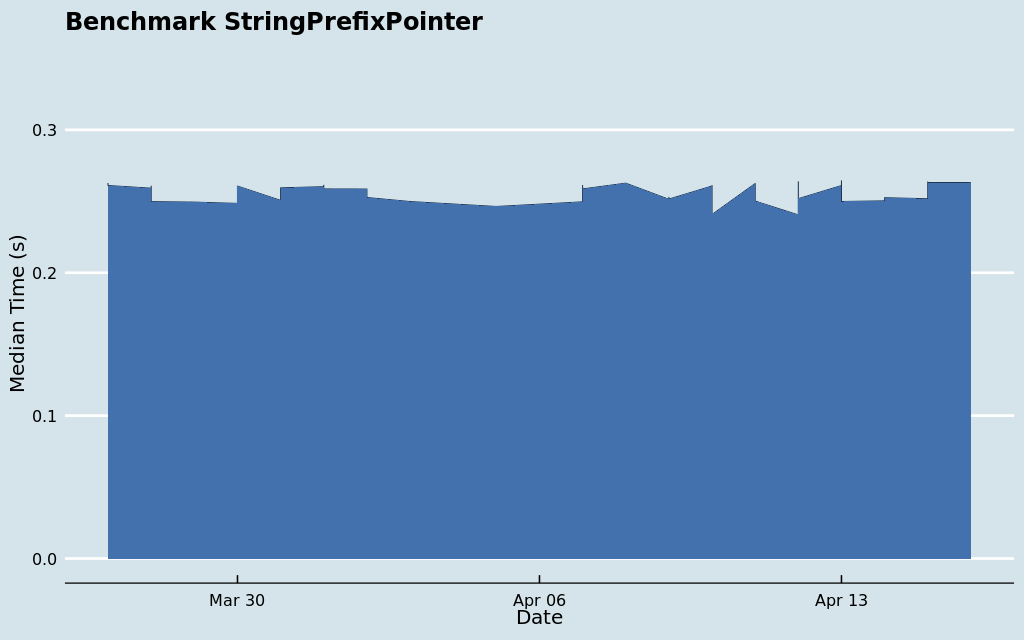 Benchmark StringPrefixPointer
0.3
0.2
0.1
0.0
Median Time (s)
Mar 30
Apr 06
Apr 13
Date